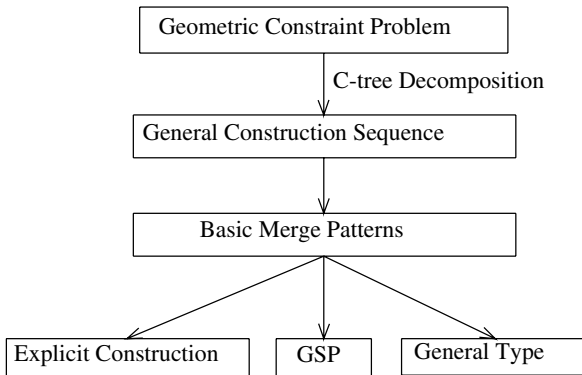 Geometric Constraint Problem
C-tree Decomposition
General Construction Sequence
Basic Merge Patterns
Explicit Construction
GSP
General Type